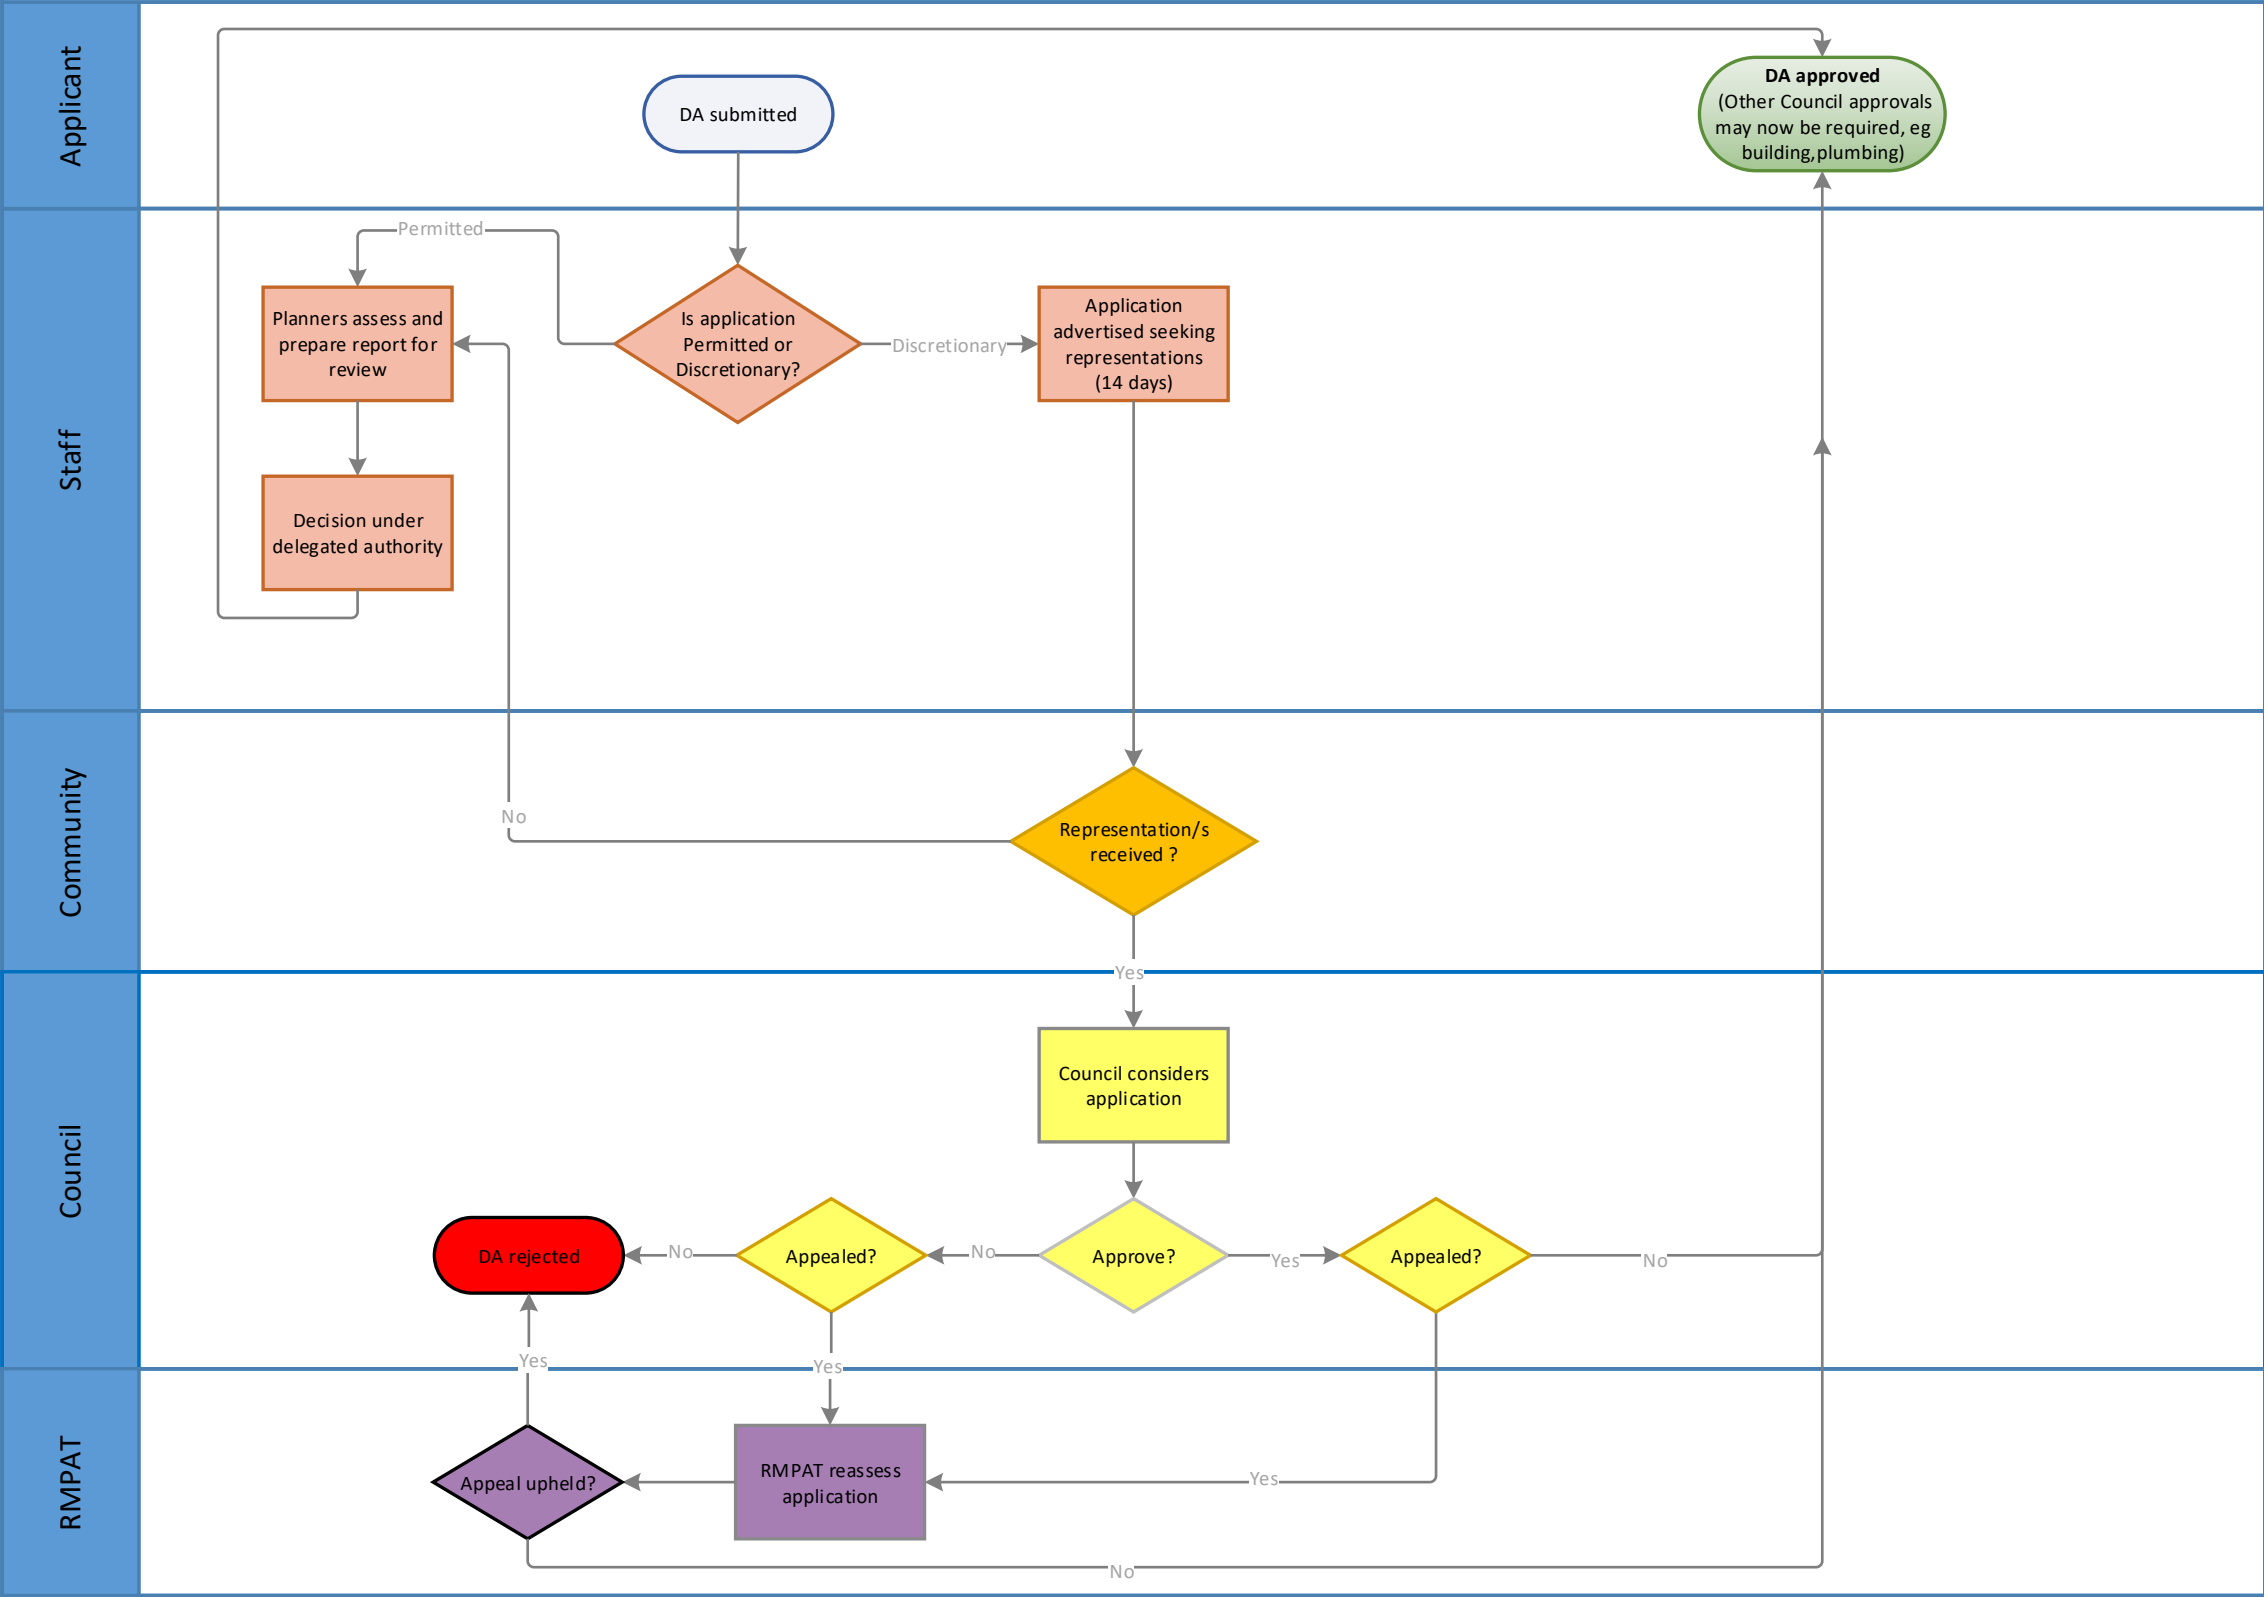 Applicant
DA submitted
DA approved
(Other Council approvals
may now be required, eg
building,plumbing)
Staff
Permitted
Planners assess and
prepare report for
review
Is application
Permitted or
Discretionary?
Discretionary
Application
advertised seeking
representations
(14 days)
Decision under
delegated authority
Community
No
Representation/s
received ?
Yes
Council
Council considers
application
DA rejected
No
Appealed?
No
Approve?
Yes
Appealed?
No
Yes
Yes
RMPAT
Appeal upheld?
RMPAT reassess
application
Yes
No